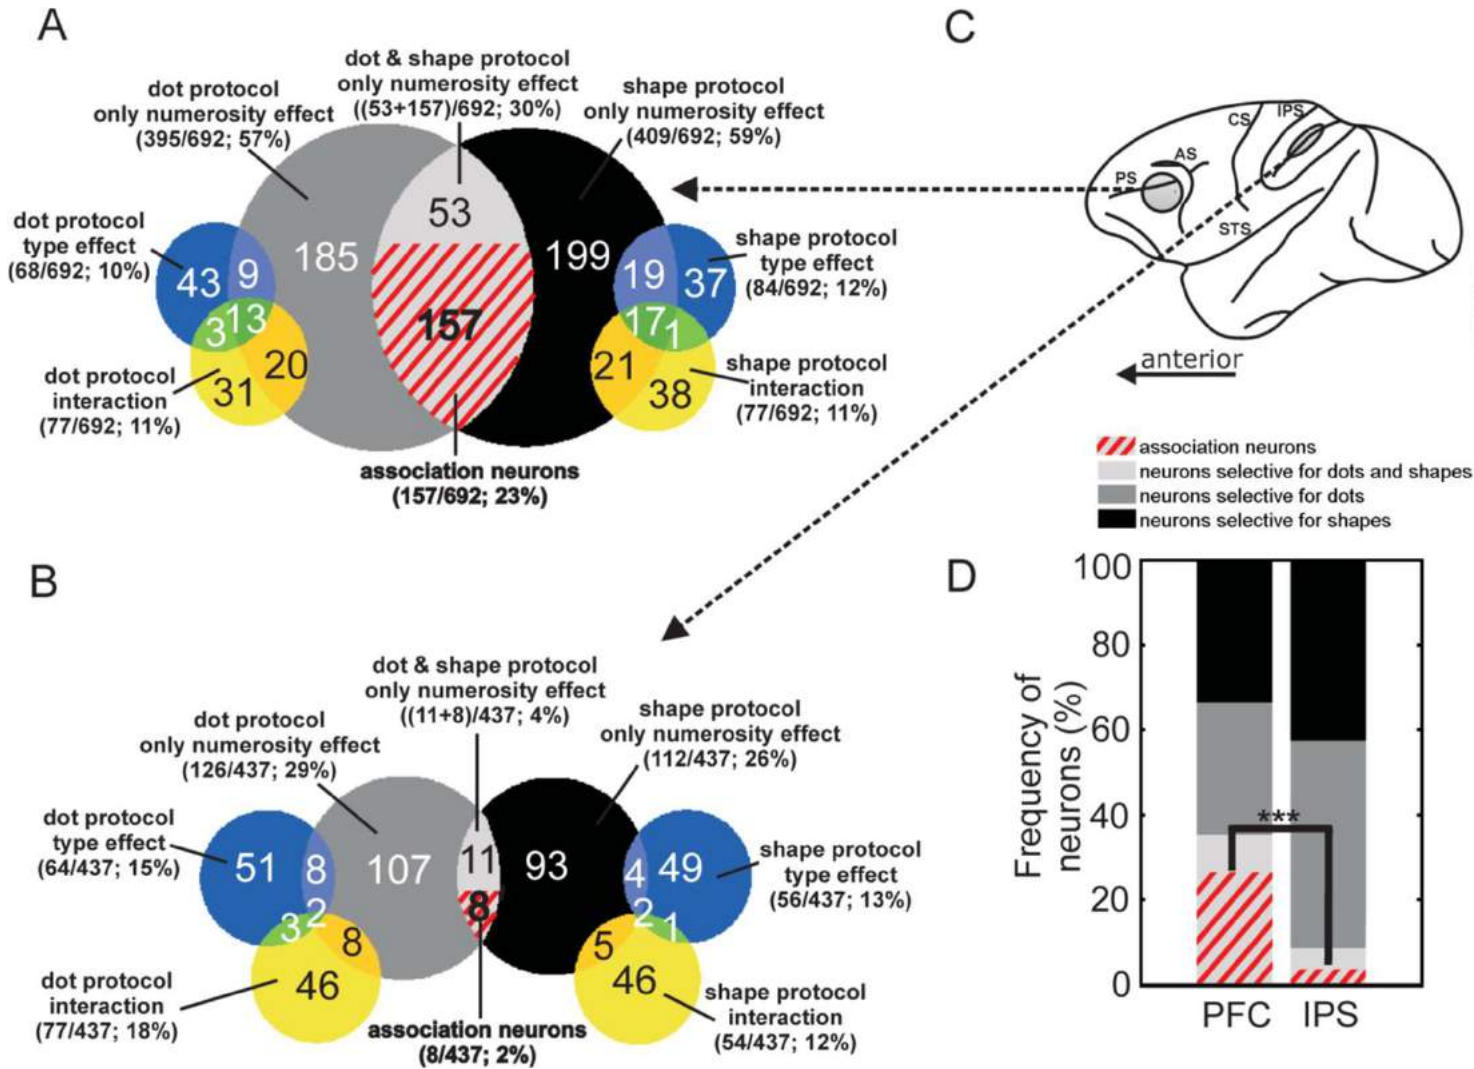 A
dot & shape protocol
only numerosity effect
((53+157)/692; 30%)
dot protocol
only numerosity effect
(395/692; 57%)
shape protocol
only numerosity effect
(409/692; 59%)
dot protocol
type effect
(68/692; 10%)
43
9
3
13
20
31
185
53
157
199
19
37
17
1
21
38
shape protocol
type effect
(84/692; 12%)
dot protocol
interaction
(77/692; 11%)
shape protocol
interaction
(77/692; 11%)
association neurons
(157/692; 23%)
B
dot & shape protocol
only numerosity effect
((11+8)/437; 4%)
dot protocol
only numerosity effect
(126/437; 29%)
shape protocol
only numerosity effect
(112/437; 26%)
dot protocol
type effect
(64/437; 15%)
51
8
3
2
8
46
107
11
8
93
4
49
2
1
5
46
shape protocol
type effect
(56/437; 13%)
dot protocol
interaction
(77/437; 18%)
shape protocol
interaction
(54/437; 12%)
association neurons
(8/437; 2%)
C
CS
IPS
AS
PS
STS
anterior
association neurons
neurons selective for dots and shapes
neurons selective for dots
neurons selective for shapes
D
Frequency of
neurons (%)
100
80
60
40
20
0
***
PFC
IPS